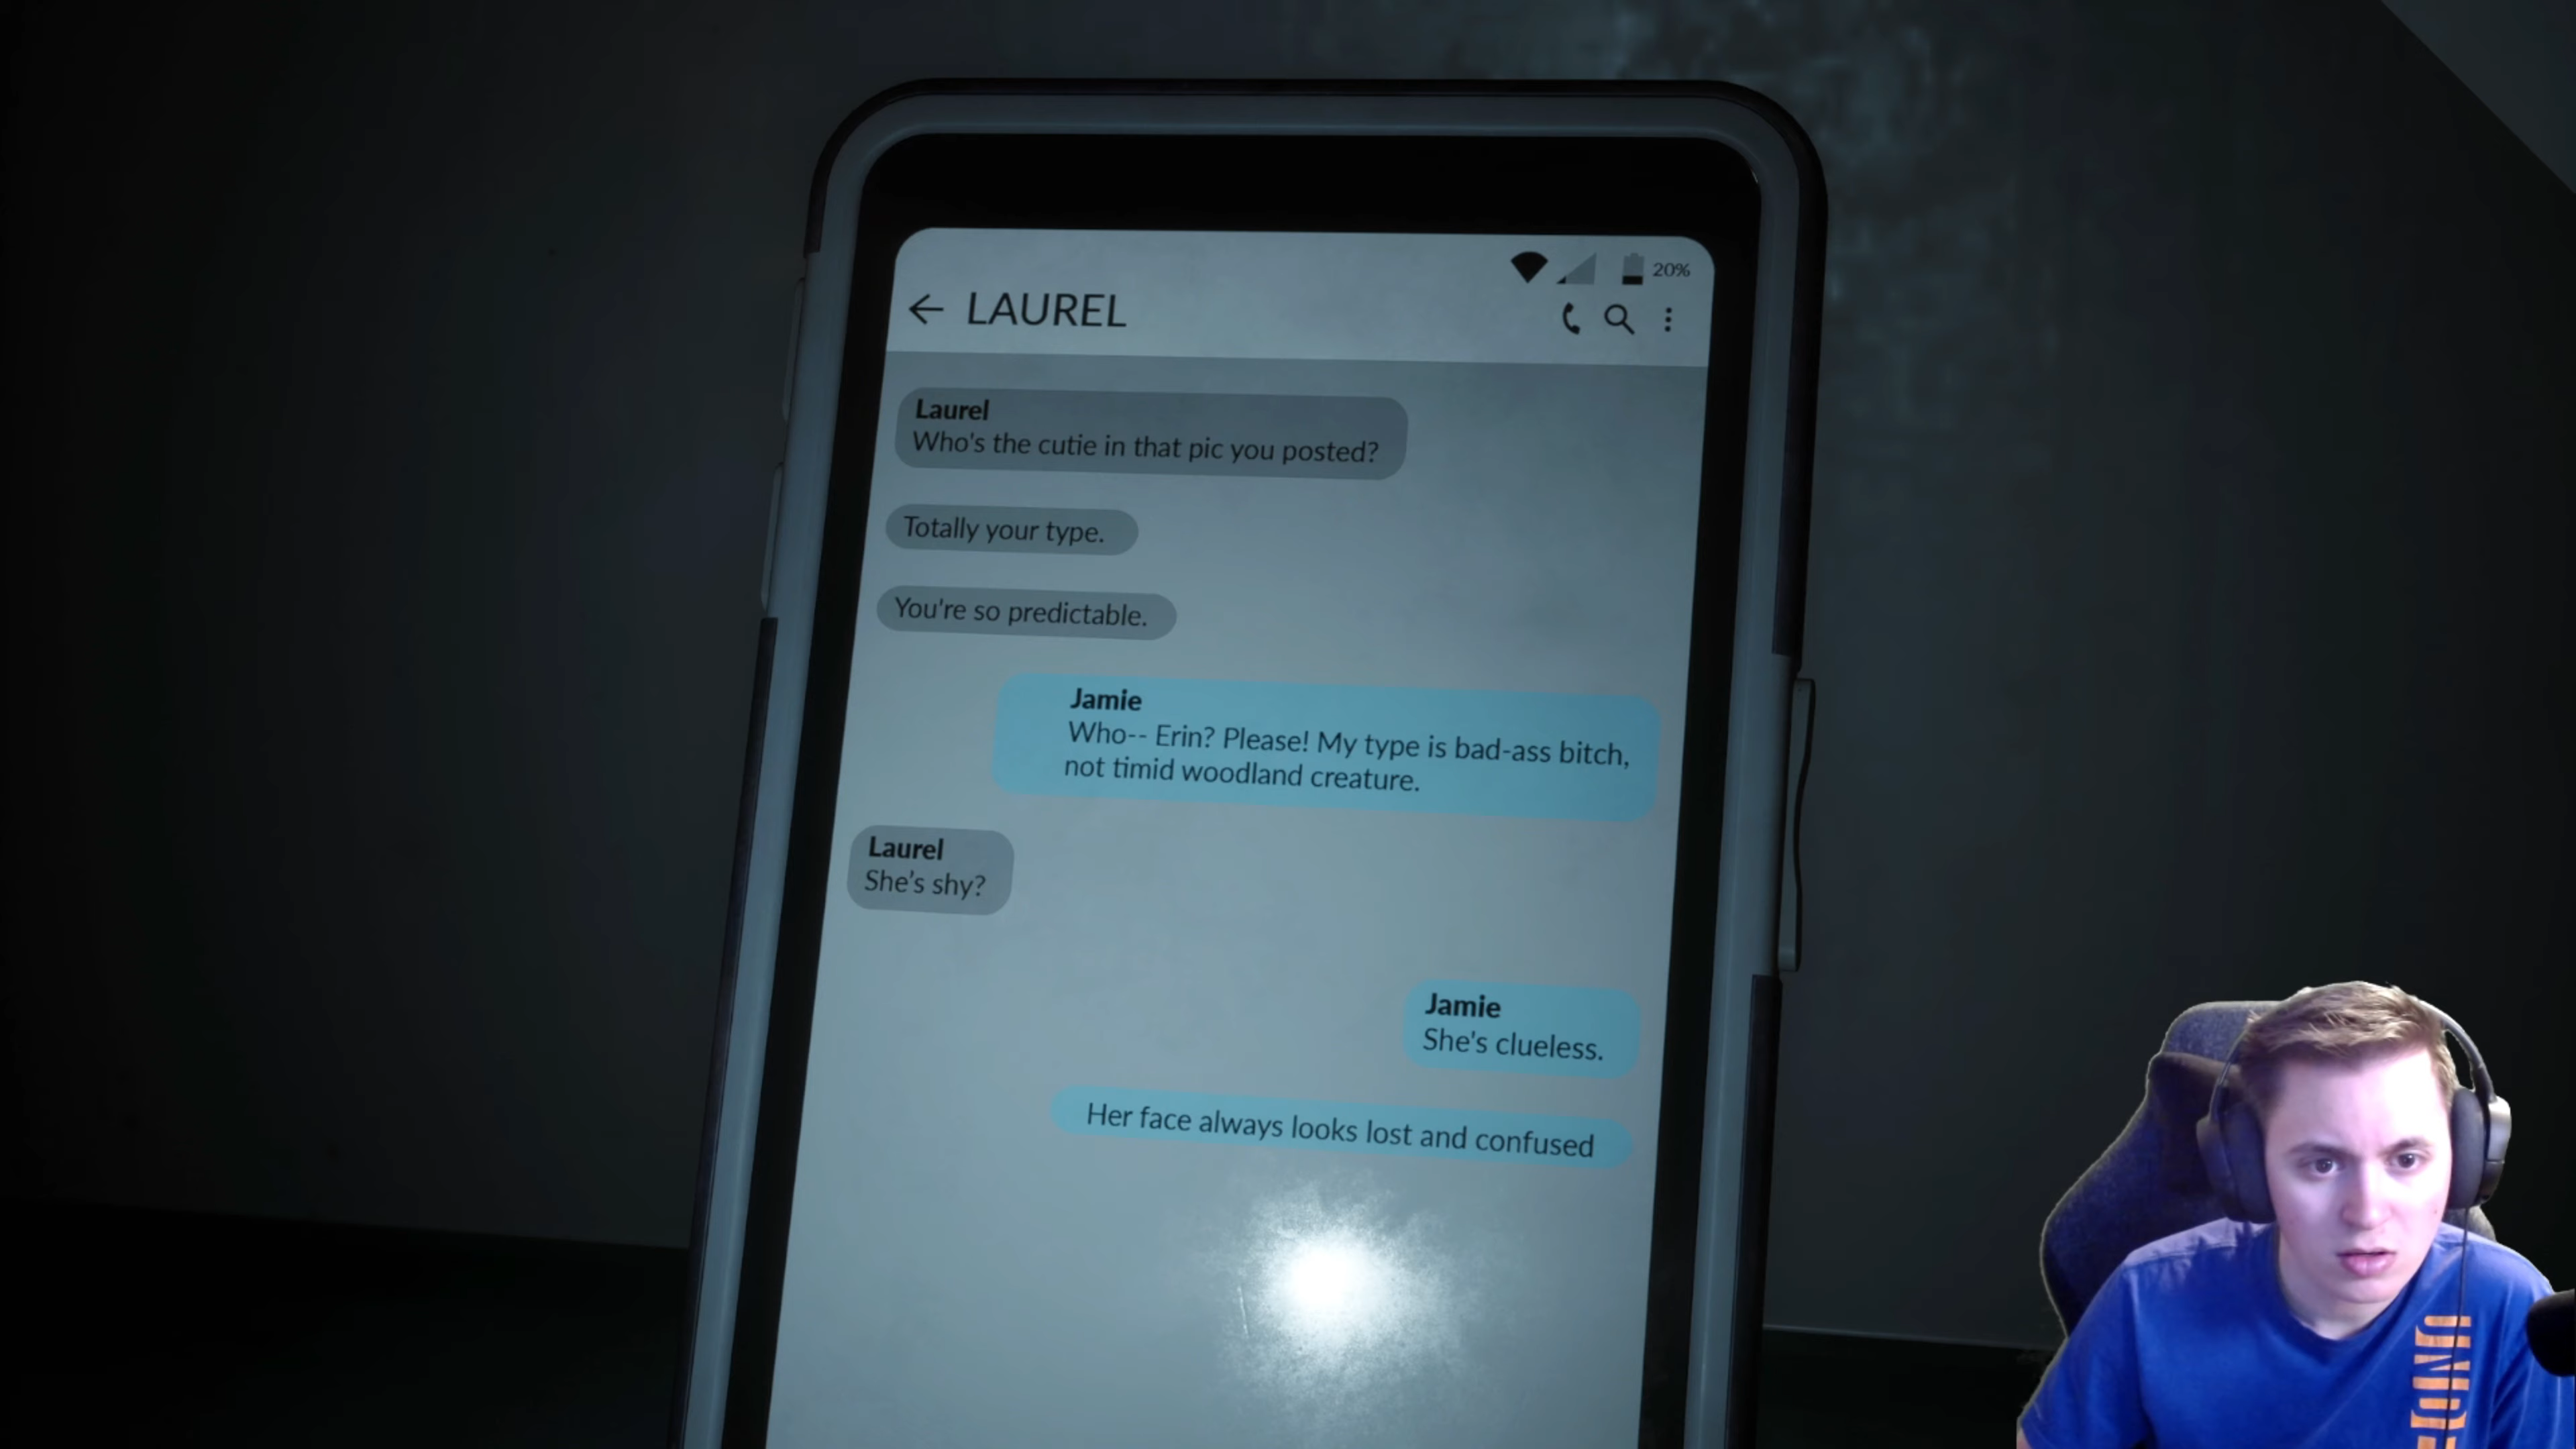 20%
LAUREL
Laurel
Who's the cutie in that pic you posted?
Totally your type.
You're so predictable.
Jamie
Who-- Erin? Please! My type is bad-ass bitch,
not timid woodland creature.
Laurel
She's shy?
Jamie
She's clueless.
Her face always looks lost and confused